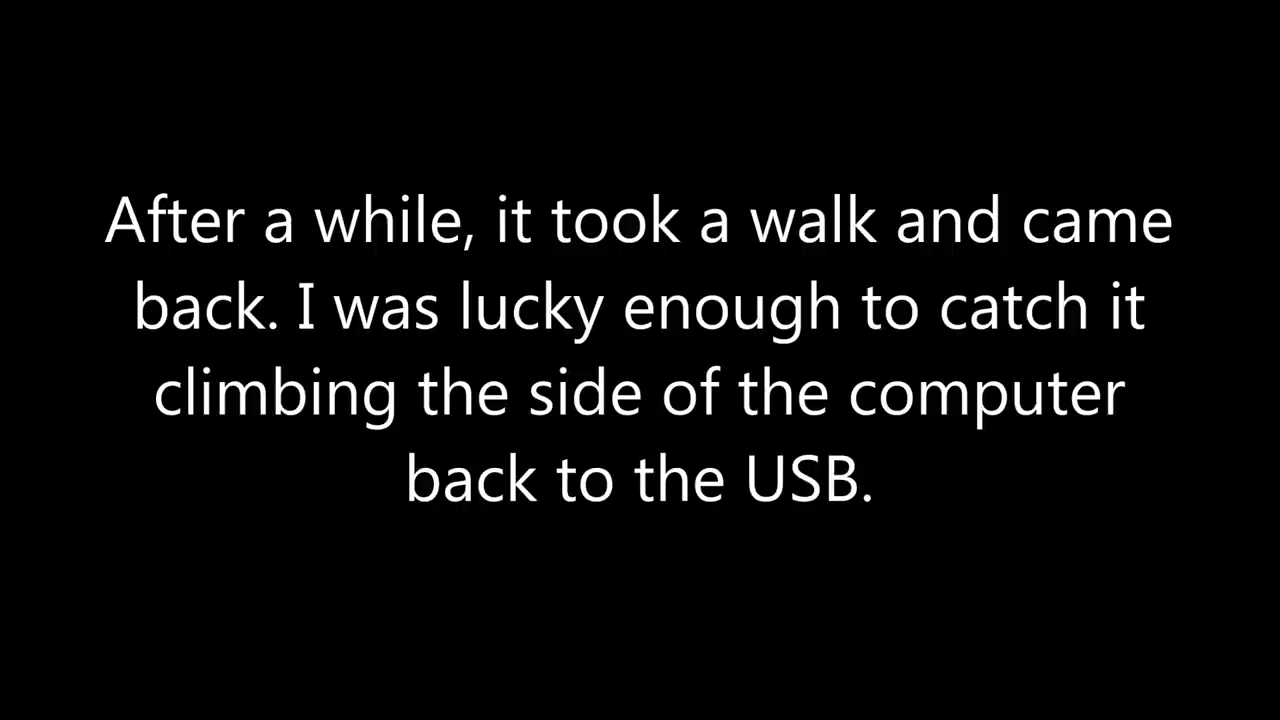 After a while, it took a walk and came
back. I was lucky enough to catch it
climbing the side of the computer
back to the USB.